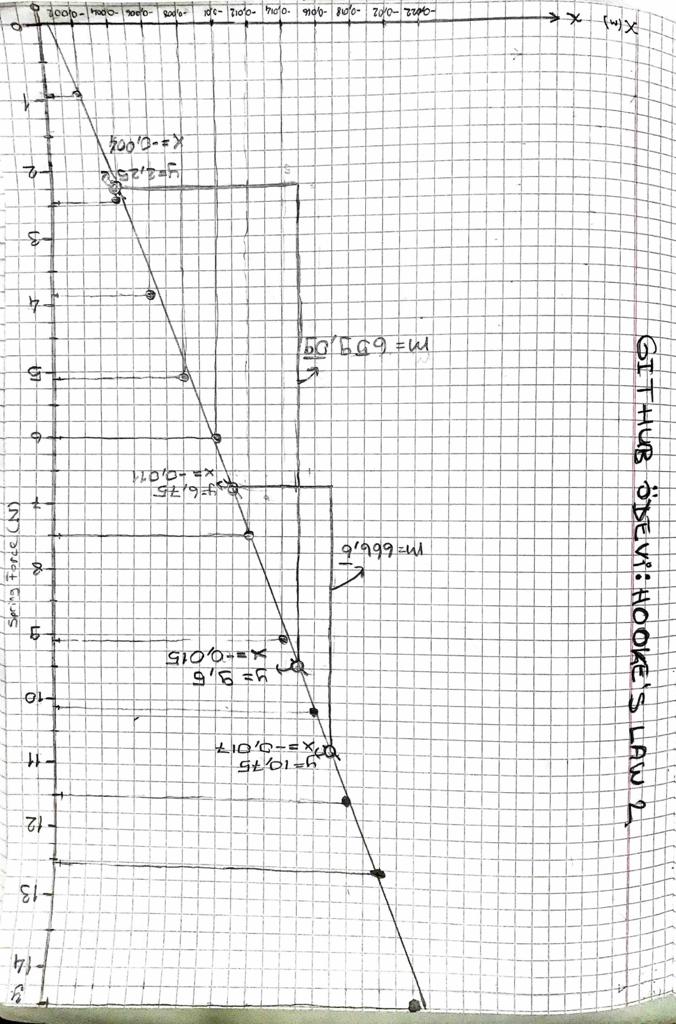 GITHUB ÖDEVİ: HOOKE'S LAW 2
y
14
13
12
11
10
9
8
7
6
5
4
3
2
1
0
0
Spring Force (N)
y=10,75
x=-0,017
y= 9,5
x=-0,015
m=666,6̅
y=6,75
x=-0,011
m=659,09
y=2,25
x=-0,004
X(m) x
-0,022 -0,02 -0,018 -0,016 -0,014 -0,012 -0,01 -0,008 -0,006 -0,004 -0,002